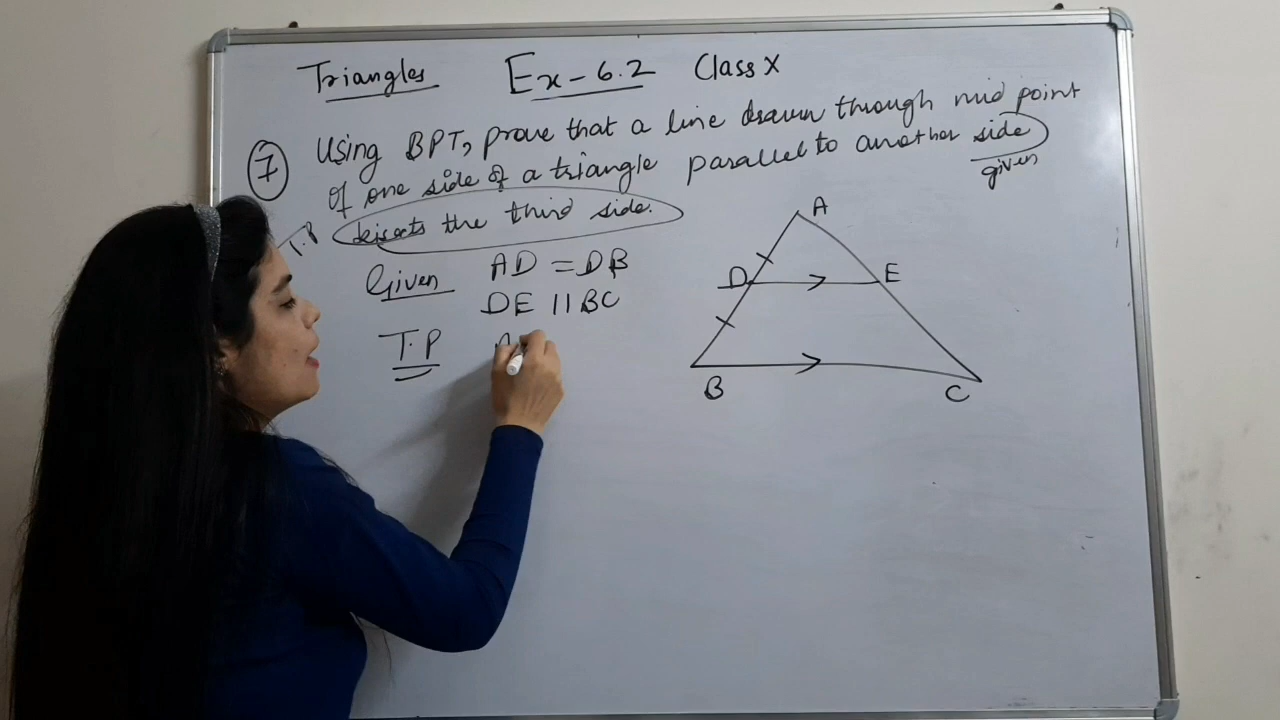 Triangles Ex-6.2 Class X
7 Using BPT, prove that a line drawn through mid point
of one side of a triangle parallel to another side
given
bisects the third side.
T.P
Given AD = DB
DE || BC
T.P A
A
D E
B C